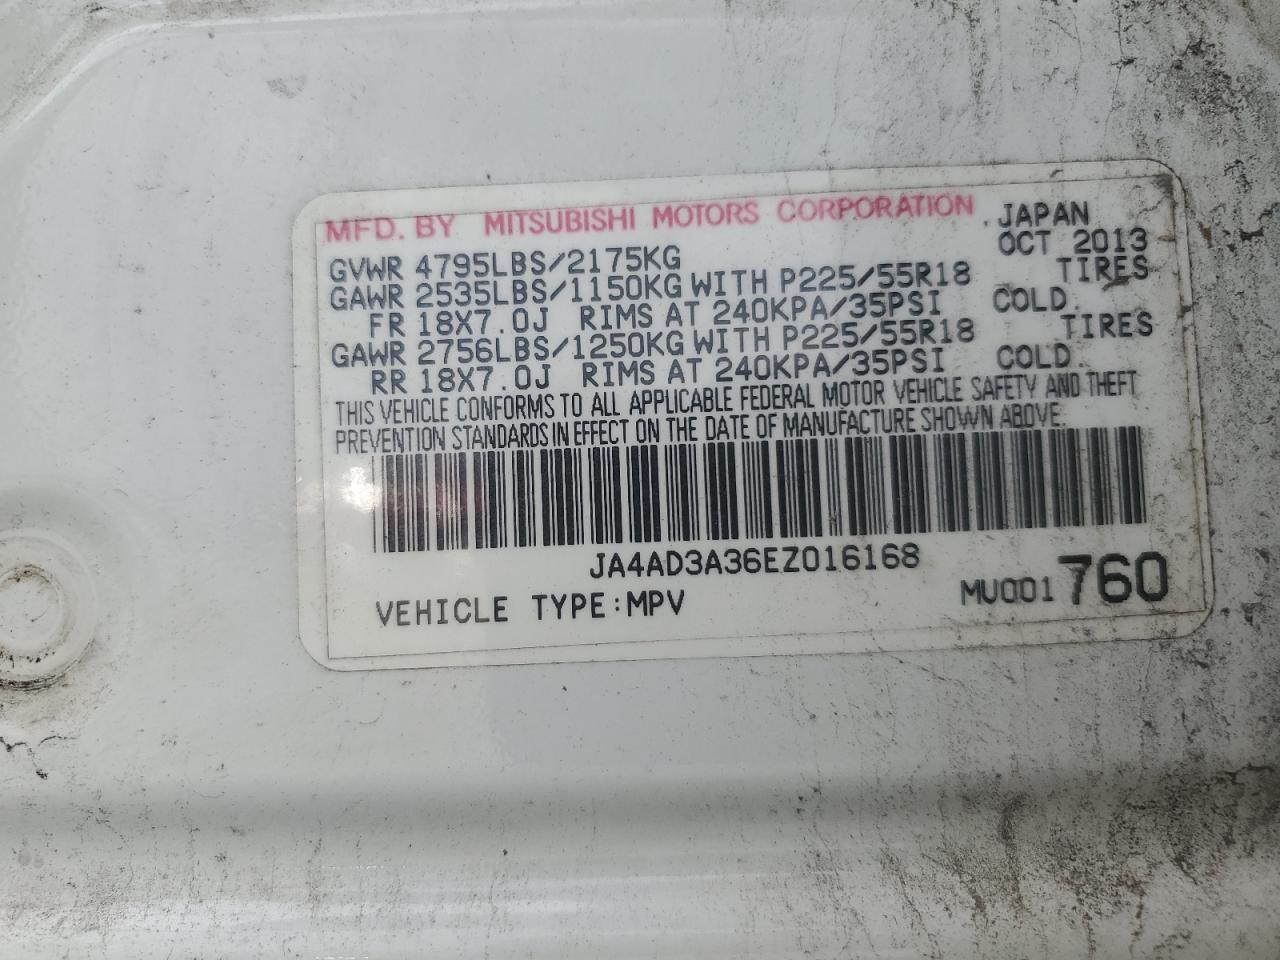 MFD. BY MITSUBISHI MOTORS CORPORATION , JAPAN
GVWR 4795LBS/2175KG OCT 2013
GAWR 2535LBS/1150KG WITH P225/55R18 TIRES
FR 18X7.0J RIMS AT 240KPA/35PSI COLD.
GAWR 2756LBS/1250KG WITH P225/55R18 TIRES
RR 18X7.0J RIMS AT 240KPA/35PSI COLD.
THIS VEHICLE CONFORMS TO ALL APPLICABLE FEDERAL MOTOR VEHICLE SAFETY AND THEFT
PREVENTION STANDARDS IN EFFECT ON THE DATE OF MANUFACTURE SHOWN ABOVE.
JA4AD3A36EZ016168
VEHICLE TYPE:MPV MU001760